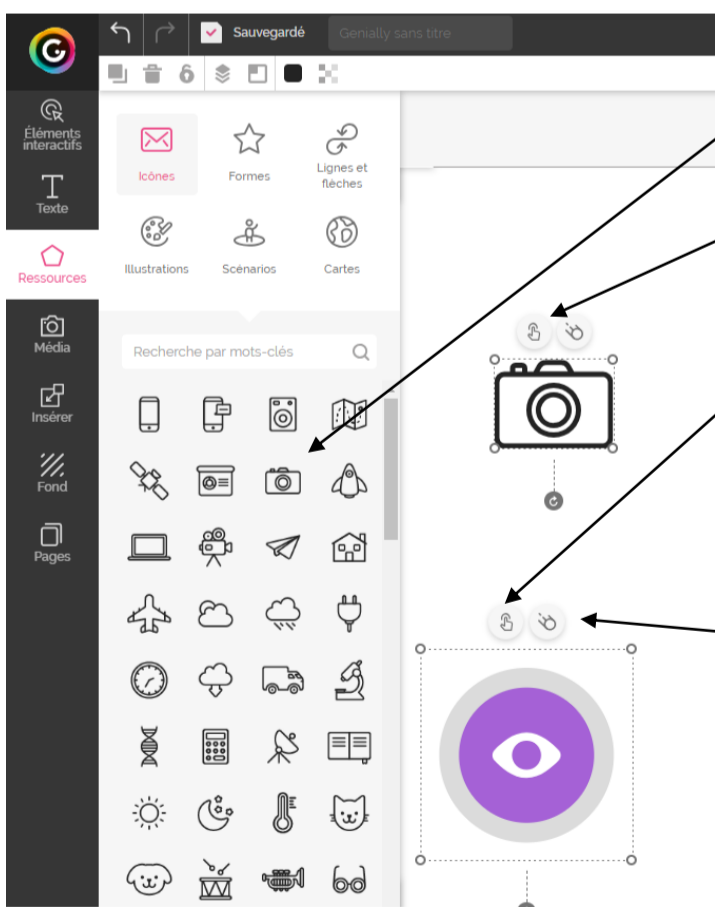 Sauvegardé
Genially sans titre
Éléments
interactifs
Texte
Ressources
Média
Insérer
Fond
Pages
Icônes
Formes
Lignes et
flèches
Illustrations
Scénarios
Cartes
Recherche par mots-clés